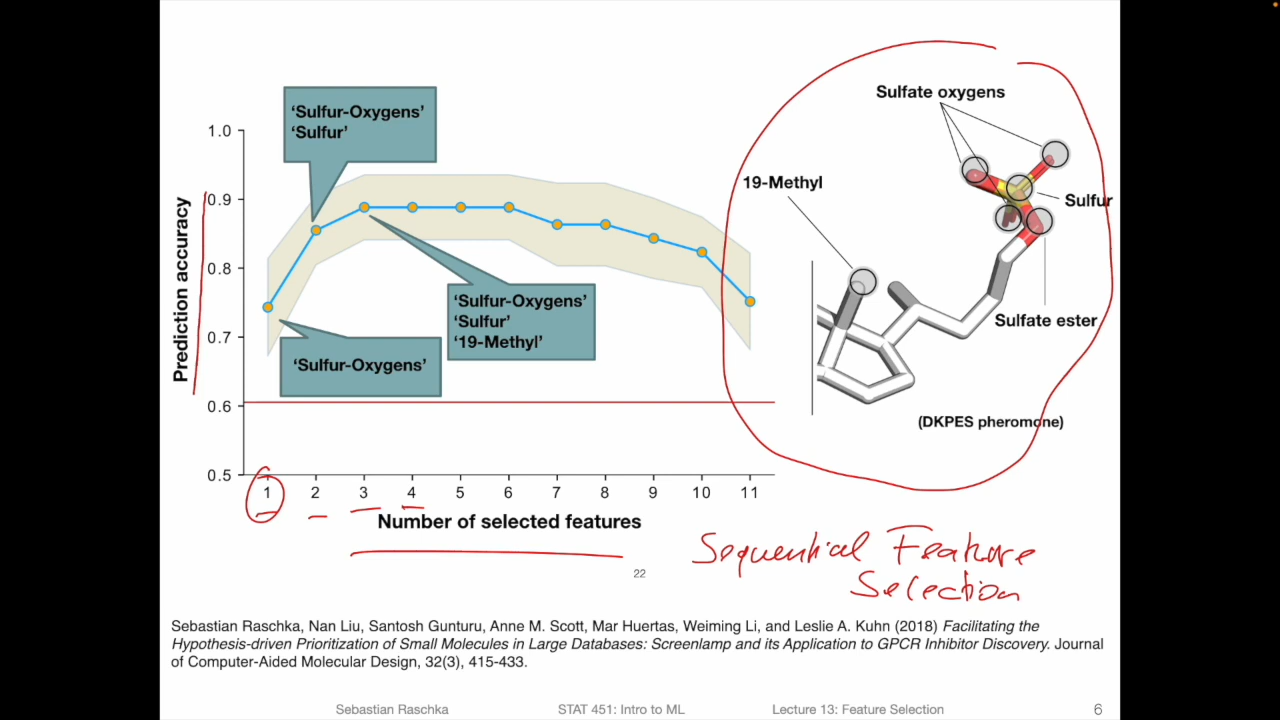 ‘Sulfur-Oxygens’
‘Sulfur’
1.0
0.9
0.8
0.7
0.6
0.5
Prediction accuracy
‘Sulfur-Oxygens’
‘Sulfur-Oxygens’
‘Sulfur’
‘19-Methyl’
1 2 3 4 5 6 7 8 9 10 11
Number of selected features
Sulfate oxygens
19-Methyl
Sulfur
Sulfate ester
(DKPES pheromone)
Sequential Feature
Selection
22
Sebastian Raschka, Nan Liu, Santosh Gunturu, Anne M. Scott, Mar Huertas, Weiming Li, and Leslie A. Kuhn (2018) Facilitating the
Hypothesis-driven Prioritization of Small Molecules in Large Databases: Screenlamp and its Application to GPCR Inhibitor Discovery. Journal
of Computer-Aided Molecular Design, 32(3), 415-433.
Sebastian Raschka STAT 451: Intro to ML Lecture 13: Feature Selection 6